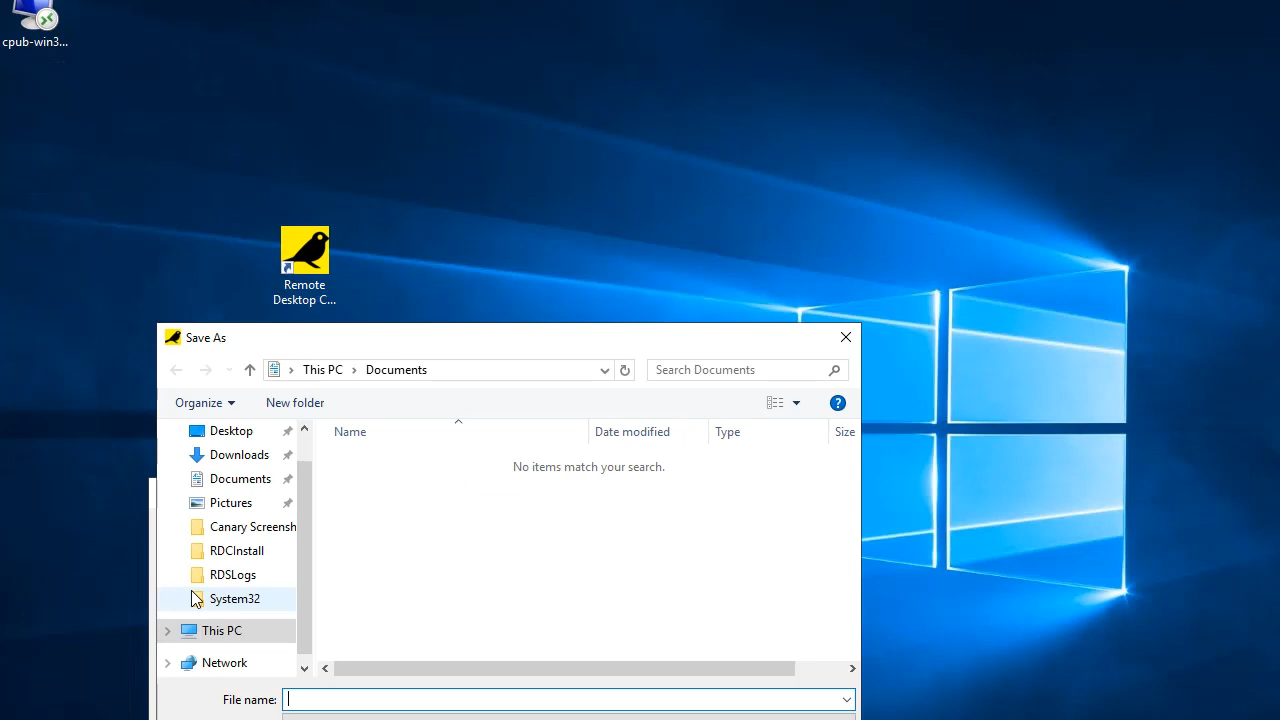 cpub-win3...
Remote
Desktop C...
Save As
This PC
Documents
Search Documents
Organize
New folder
Desktop
Downloads
Documents
Pictures
Canary Screensh
RDCInstall
RDSLogs
System32
This PC
Network
Name
Date modified
Type
Size
No items match your search.
File name: